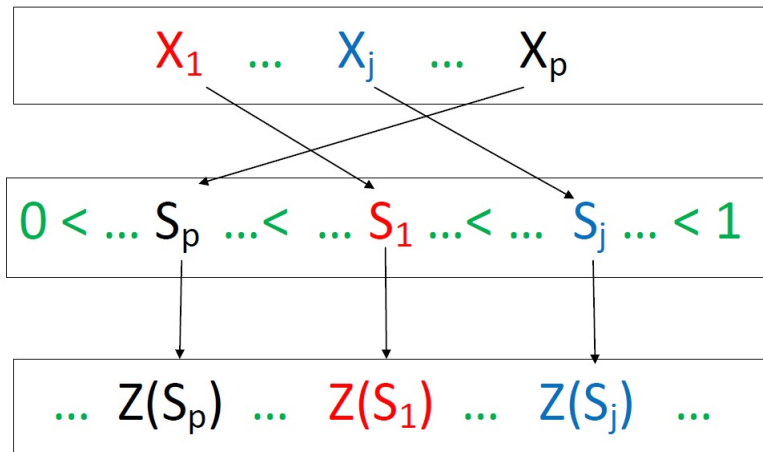 X₁ ... Xⱼ ... Xₚ
0 < ... Sₚ ...< ... S₁ ...< ... Sⱼ ... < 1
... Z(Sₚ) ... Z(S₁) ... Z(Sⱼ) ...